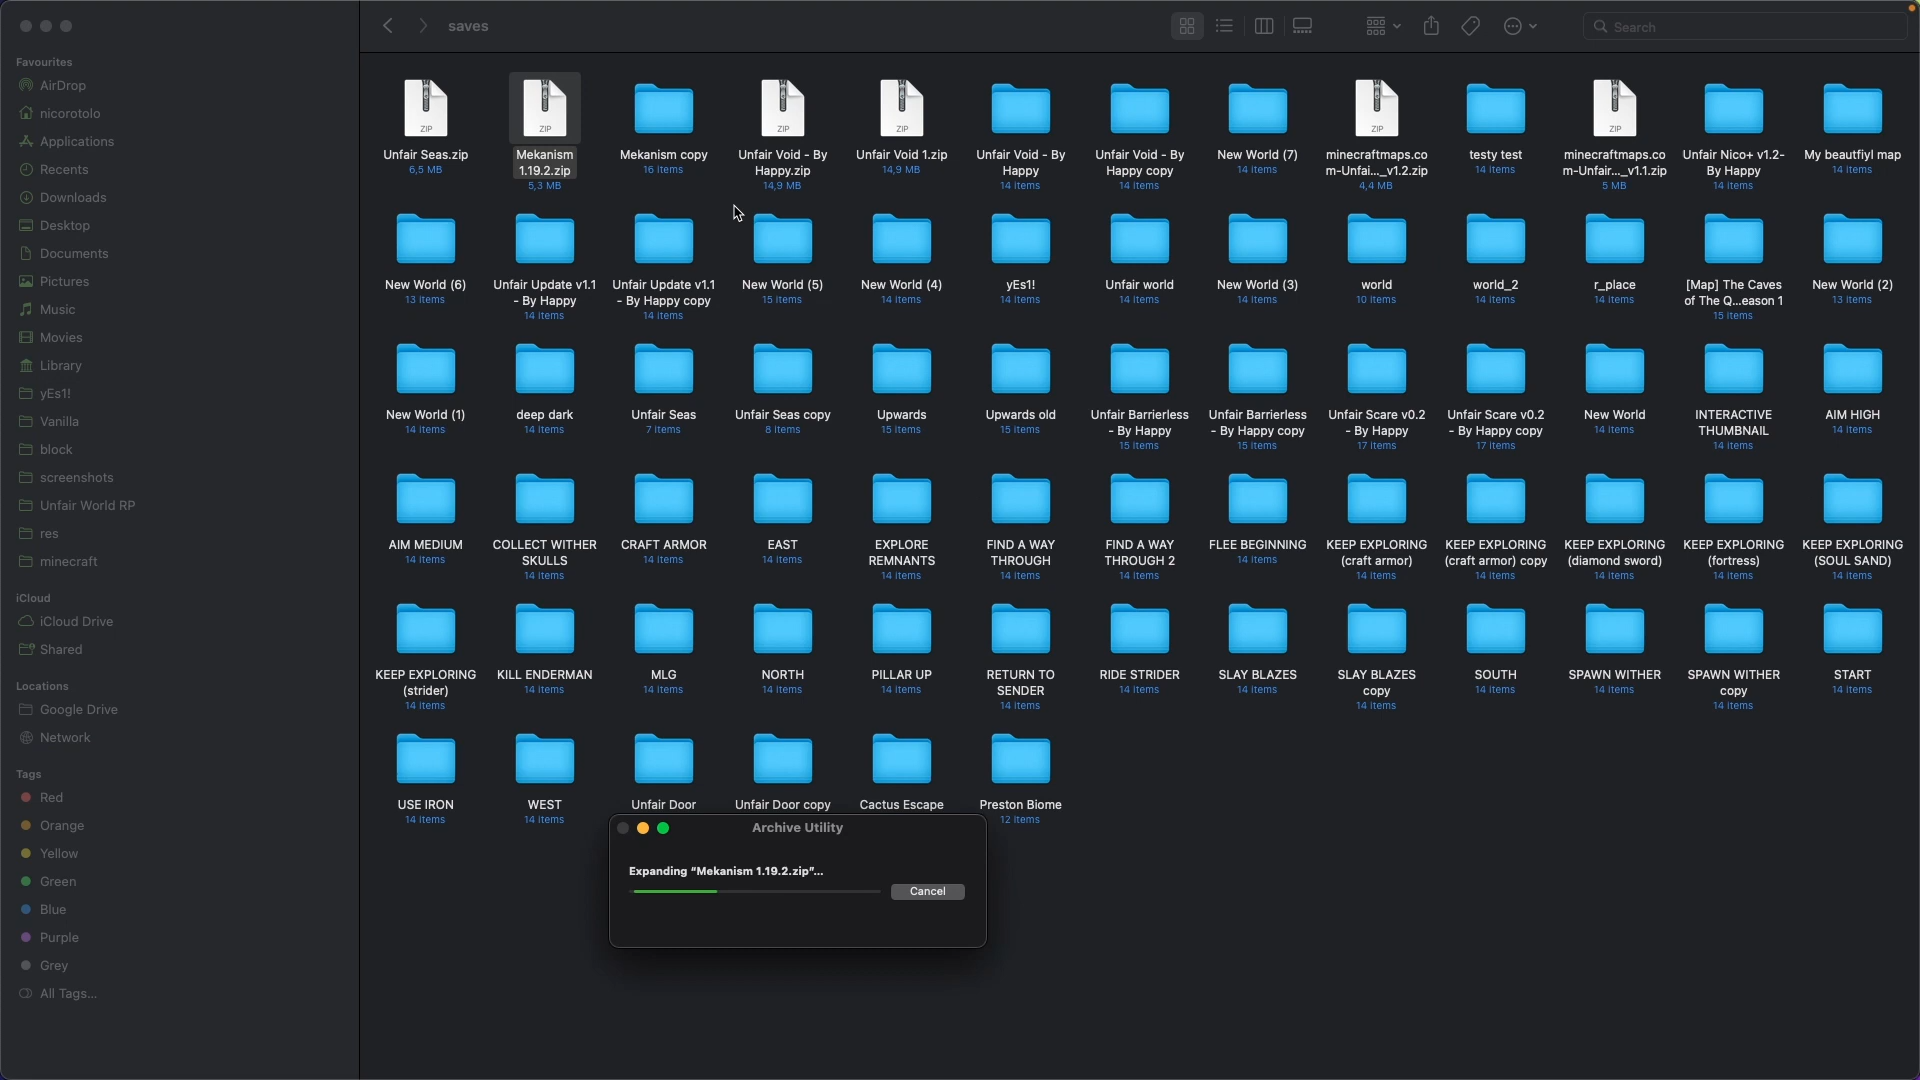 saves
Search
Favourites
AirDrop
nicorotolo
Applications
Recents
Downloads
Desktop
Documents
Pictures
Music
Movies
Library
yEs1!
Vanilla
block
screenshots
Unfair World RP
res
minecraft
iCloud
iCloud Drive
Shared
Locations
Google Drive
Network
Tags
Red
Orange
Yellow
Green
Blue
Purple
Grey
All Tags...
ZIP
Unfair Seas.zip
6,5 MB
ZIP
Mekanism
1.19.2.zip
5,3 MB
Mekanism copy
16 items
ZIP
Unfair Void - By
Happy.zip
14,9 MB
ZIP
Unfair Void 1.zip
14,9 MB
Unfair Void - By
Happy
14 items
Unfair Void - By
Happy copy
14 items
New World (7)
14 items
ZIP
minecraftmaps.co
m-Unfai..._v1.2.zip
4,4 MB
testy test
14 items
ZIP
minecraftmaps.co
m-Unfair..._v1.1.zip
5 MB
Unfair Nico+ v1.2-
By Happy
14 items
My beautfiyl map
14 items
New World (6)
13 items
Unfair Update v1.1
- By Happy
14 items
Unfair Update v1.1
- By Happy copy
14 items
New World (5)
15 items
New World (4)
14 items
yEs1!
14 items
Unfair world
14 items
New World (3)
14 items
world
10 items
world_2
14 items
r_place
14 items
[Map] The Caves
of The Q...eason 1
15 items
New World (2)
13 items
New World (1)
14 items
deep dark
14 items
Unfair Seas
7 items
Unfair Seas copy
8 items
Upwards
15 items
Upwards old
15 items
Unfair Barrierless
- By Happy
15 items
Unfair Barrierless
- By Happy copy
15 items
Unfair Scare v0.2
- By Happy
17 items
Unfair Scare v0.2
- By Happy copy
17 items
New World
14 items
INTERACTIVE
THUMBNAIL
14 items
AIM HIGH
14 items
AIM MEDIUM
14 items
COLLECT WITHER
SKULLS
14 items
CRAFT ARMOR
14 items
EAST
14 items
EXPLORE
REMNANTS
14 items
FIND A WAY
THROUGH
14 items
FIND A WAY
THROUGH 2
14 items
FLEE BEGINNING
14 items
KEEP EXPLORING
(craft armor)
14 items
KEEP EXPLORING
(craft armor) copy
14 items
KEEP EXPLORING
(diamond sword)
14 items
KEEP EXPLORING
(fortress)
14 items
KEEP EXPLORING
(SOUL SAND)
14 items
KEEP EXPLORING
(strider)
14 items
KILL ENDERMAN
14 items
MLG
14 items
NORTH
14 items
PILLAR UP
14 items
RETURN TO
SENDER
14 items
RIDE STRIDER
14 items
SLAY BLAZES
14 items
SLAY BLAZES
copy
14 items
SOUTH
14 items
SPAWN WITHER
14 items
SPAWN WITHER
copy
14 items
START
14 items
USE IRON
14 items
WEST
14 items
Unfair Door
Unfair Door copy
Cactus Escape
Preston Biome
12 items
Archive Utility
Expanding “Mekanism 1.19.2.zip”...
Cancel